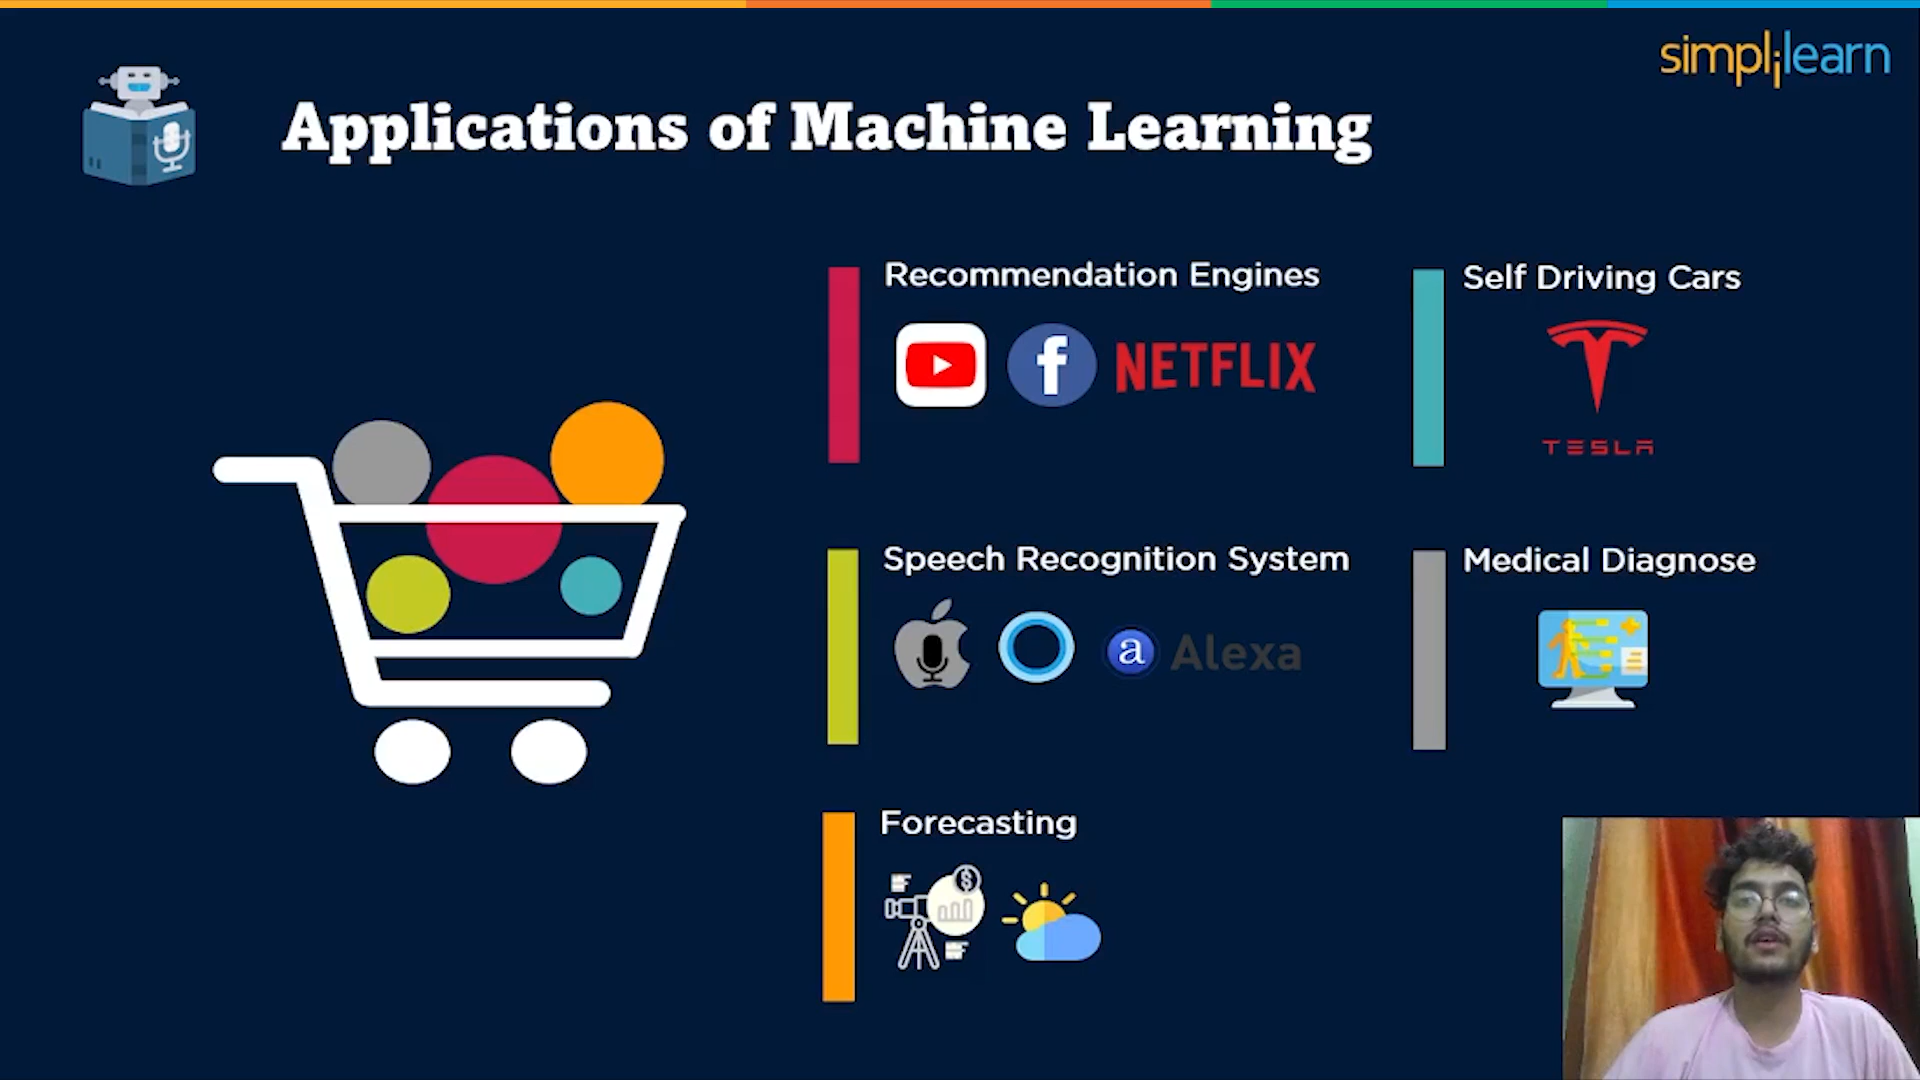 simplilearn
Applications of Machine Learning
Recommendation Engines
f NETFLIX
Self Driving Cars
TESLA
Speech Recognition System
a Alexa
Medical Diagnose
Forecasting
$